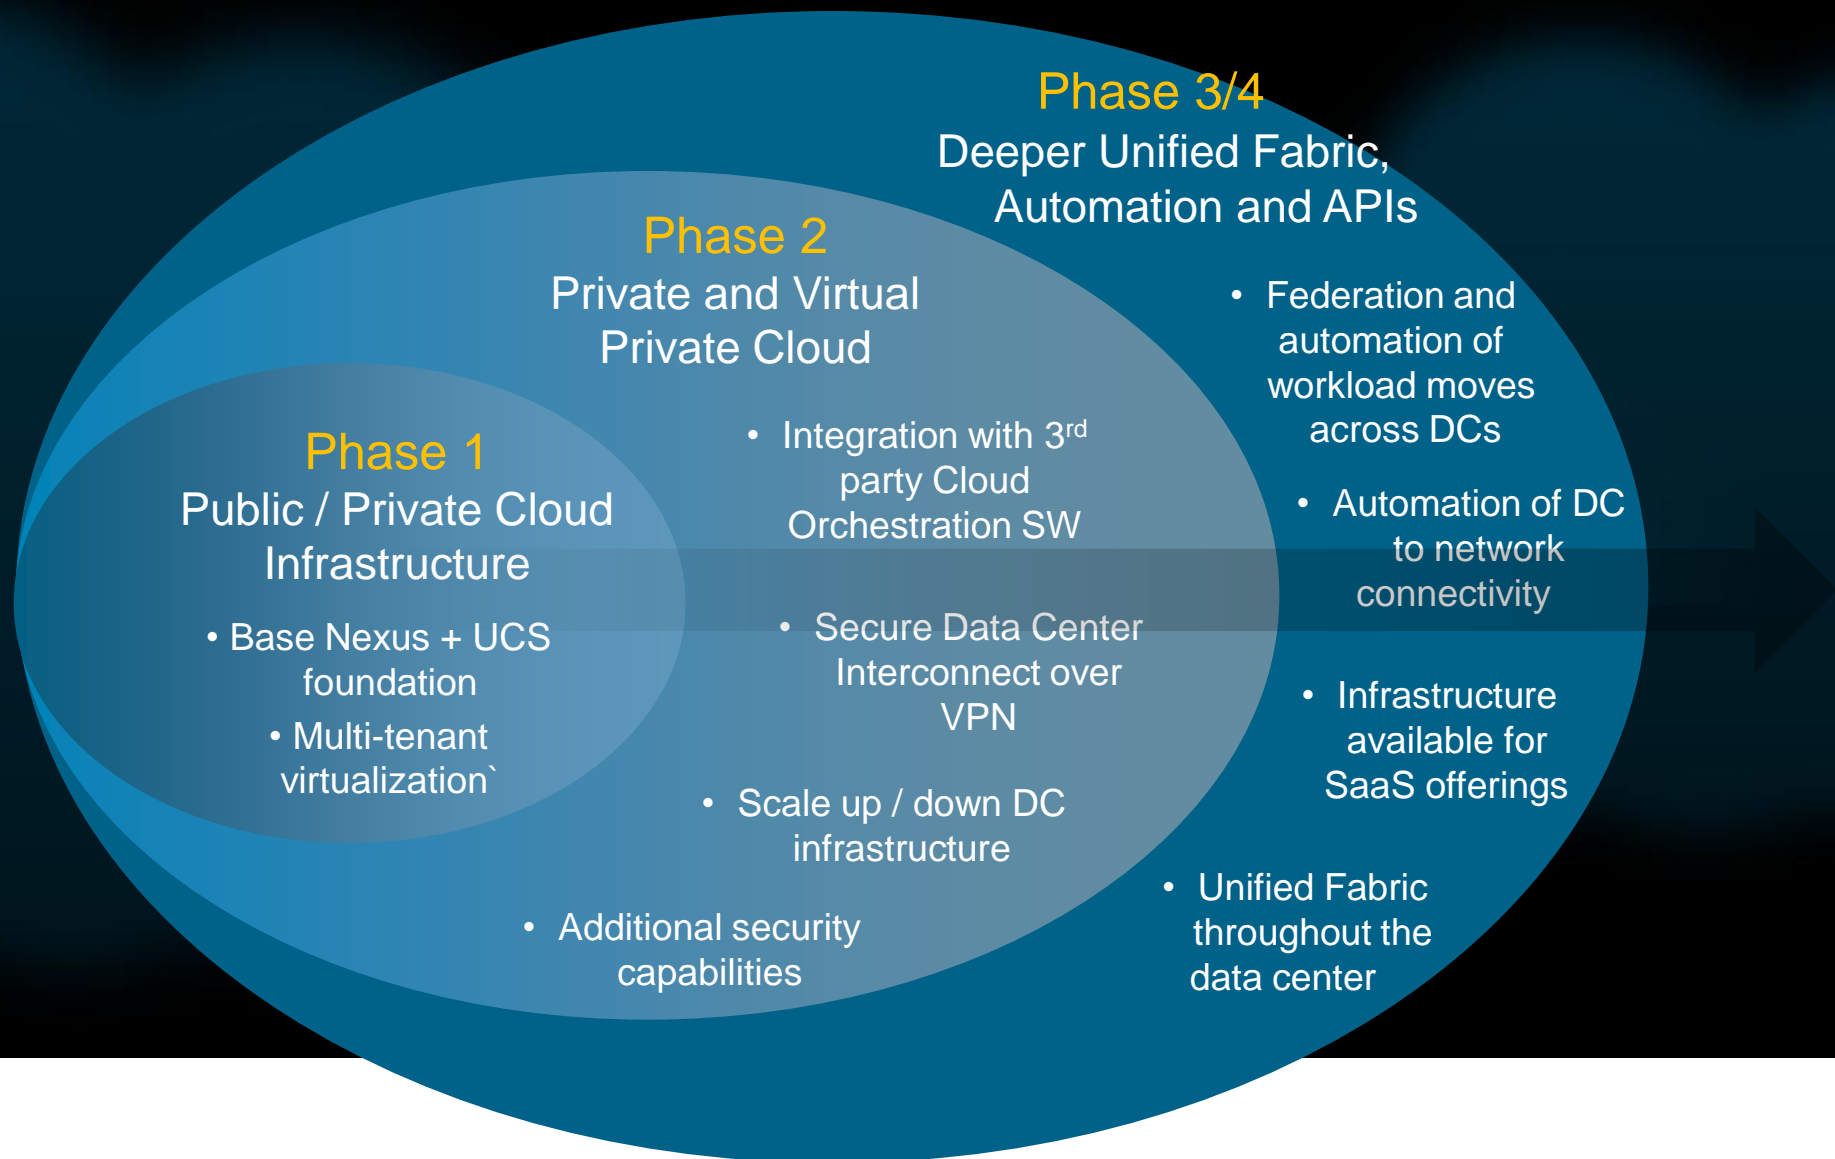 Phase 3/4
Deeper Unified Fabric,
Automation and APIs
• Federation and
automation of
workload moves
across DCs
• Automation of DC
to network
connectivity
• Infrastructure
available for
SaaS offerings
• Unified Fabric
throughout the
data center
Phase 2
Private and Virtual
Private Cloud
• Integration with 3rd
party Cloud
Orchestration SW
• Secure Data Center
Interconnect over
VPN
• Scale up / down DC
infrastructure
• Additional security
capabilities
Phase 1
Public / Private Cloud
Infrastructure
• Base Nexus + UCS
foundation
• Multi-tenant
virtualization`